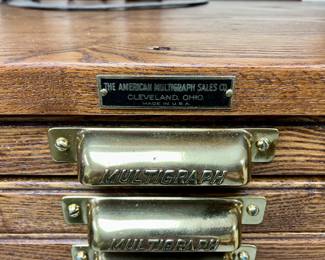 THE AMERICAN MULTIGRAPH SALES CO.
CLEVELAND, OHIO.
MADE IN U.S.A.
MULTIGRAPH
MULTIGRAPH